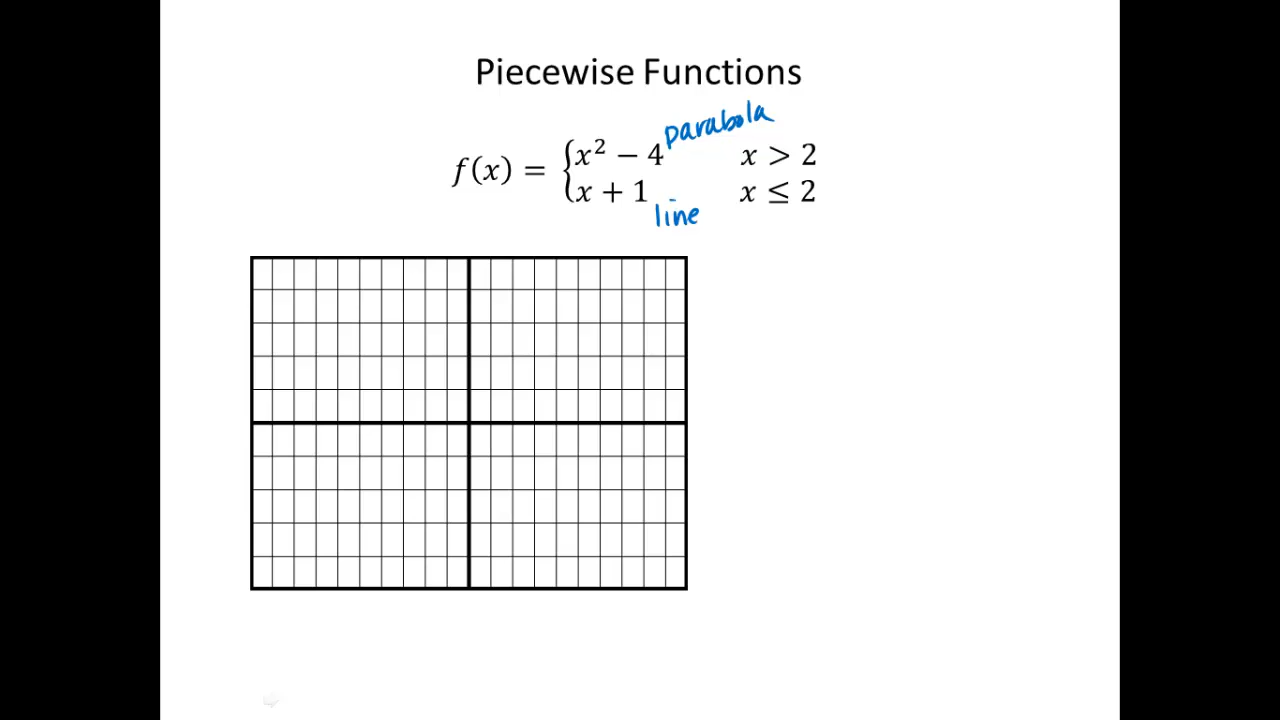 Piecewise Functions
parabola
f(x) = { x² − 4 x > 2
x + 1 x ≤ 2
line